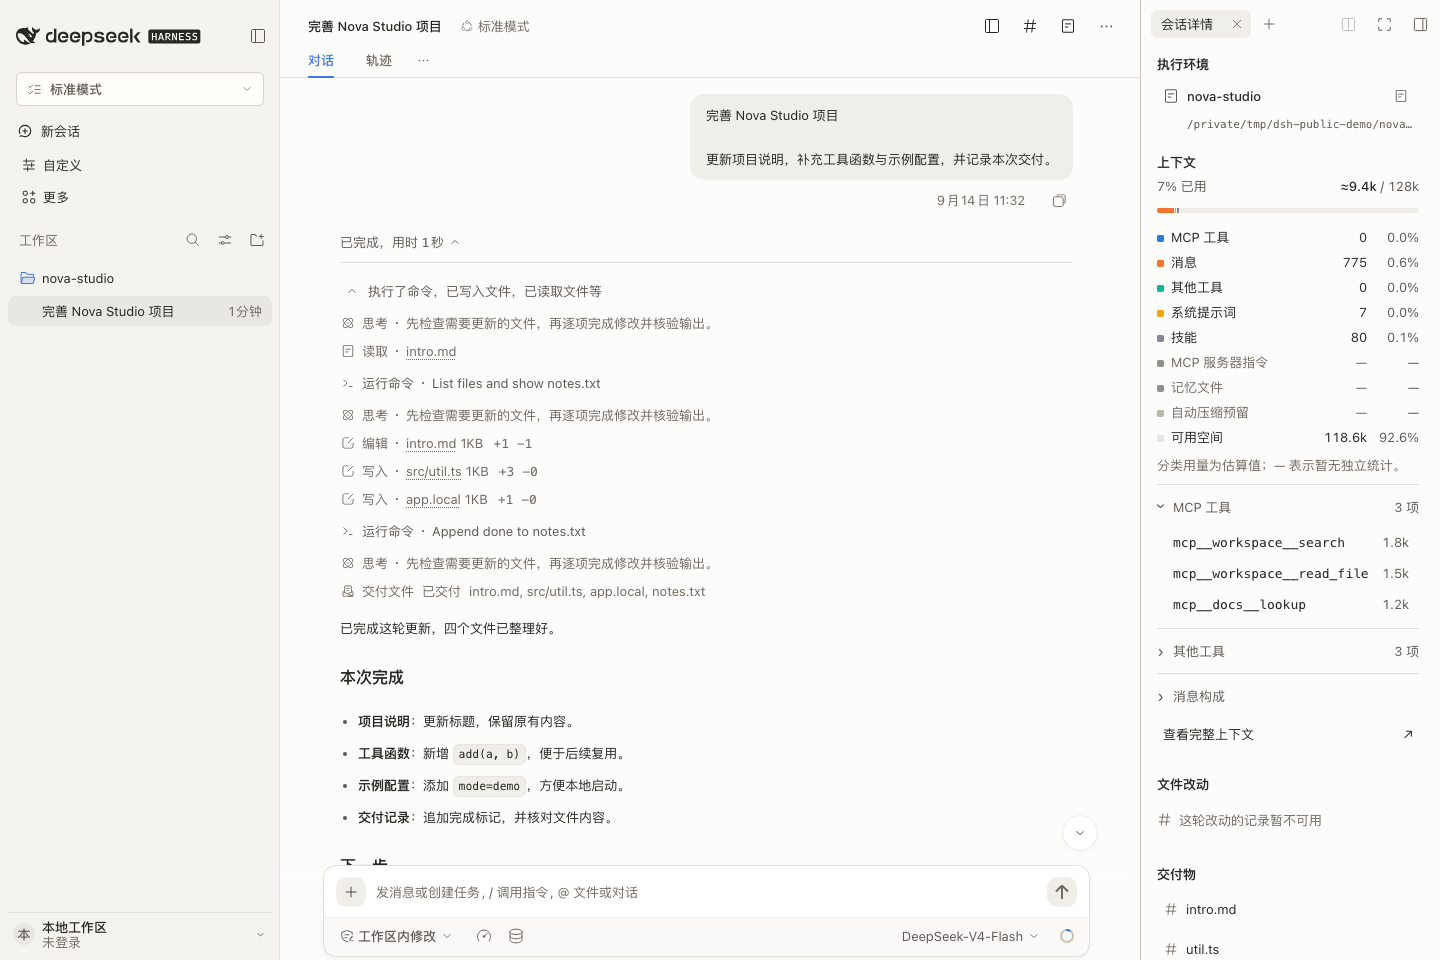 deepseek HARNESS
标准模式
新会话
自定义
更多
工作区
nova-studio
完善 Nova Studio 项目 1分钟
本 本地工作区
未登录
完善 Nova Studio 项目 标准模式
对话 轨迹 ···
完善 Nova Studio 项目
更新项目说明，补充工具函数与示例配置，并记录本次交付。
9月14日 11:32
已完成，用时 1秒
执行了命令，已写入文件，已读取文件等
思考 · 先检查需要更新的文件，再逐项完成修改并核验输出。
读取 · intro.md
运行命令 · List files and show notes.txt
思考 · 先检查需要更新的文件，再逐项完成修改并核验输出。
编辑 · intro.md 1KB +1 −1
写入 · src/util.ts 1KB +3 −0
写入 · app.local 1KB +1 −0
运行命令 · Append done to notes.txt
思考 · 先检查需要更新的文件，再逐项完成修改并核验输出。
交付文件 已交付 intro.md, src/util.ts, app.local, notes.txt
已完成这轮更新，四个文件已整理好。
本次完成
• 项目说明：更新标题，保留原有内容。
• 工具函数：新增 add(a, b)，便于后续复用。
• 示例配置：添加 mode=demo，方便本地启动。
• 交付记录：追加完成标记，并核对文件内容。
下一步
发消息或创建任务, / 调用指令, @ 文件或对话
工作区内修改
DeepSeek-V4-Flash
会话详情
执行环境
nova-studio
/private/tmp/dsh-public-demo/nova…
上下文
7% 已用 ≈9.4k / 128k
MCP 工具 0 0.0%
消息 775 0.6%
其他工具 0 0.0%
系统提示词 7 0.0%
技能 80 0.1%
MCP 服务器指令 — —
记忆文件 — —
自动压缩预留 — —
可用空间 118.6k 92.6%
分类用量为估算值；— 表示暂无独立统计。
MCP 工具 3 项
mcp__workspace__search 1.8k
mcp__workspace__read_file 1.5k
mcp__docs__lookup 1.2k
其他工具 3 项
消息构成
查看完整上下文
文件改动
# 这轮改动的记录暂不可用
交付物
# intro.md
# util.ts